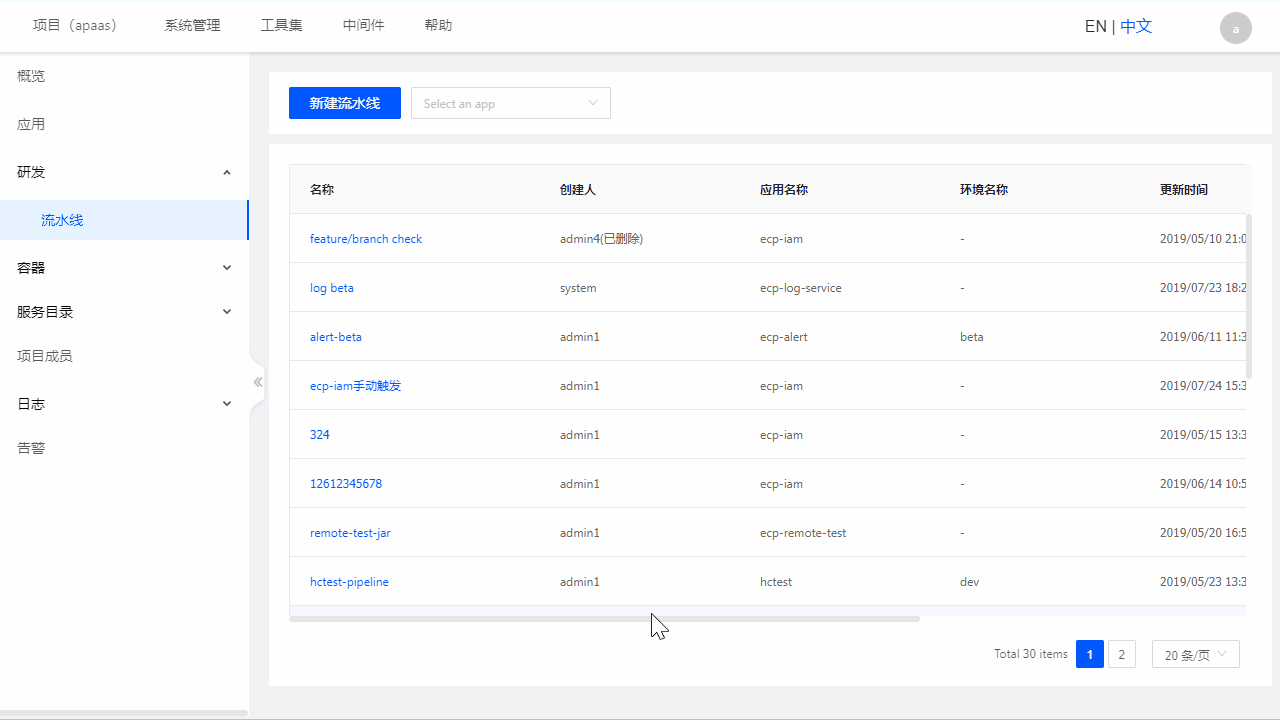 项目（apaas） 系统管理 工具集 中间件 帮助 EN | 中文 a
概览
应用
研发
流水线
容器
服务目录
项目成员
日志
告警
新建流水线 Select an app
名称 创建人 应用名称 环境名称 更新时间
feature/branch check admin4(已删除) ecp-iam - 2019/05/10 21:0
log beta system ecp-log-service - 2019/07/23 18:2
alert-beta admin1 ecp-alert beta 2019/06/11 11:3
ecp-iam手动触发 admin1 ecp-iam - 2019/07/24 15:3
324 admin1 ecp-iam - 2019/05/15 13:3
12612345678 admin1 ecp-iam - 2019/06/14 10:5
remote-test-jar admin1 ecp-remote-test - 2019/05/20 16:5
hctest-pipeline admin1 hctest dev 2019/05/23 13:3
Total 30 items 1 2 20 条/页